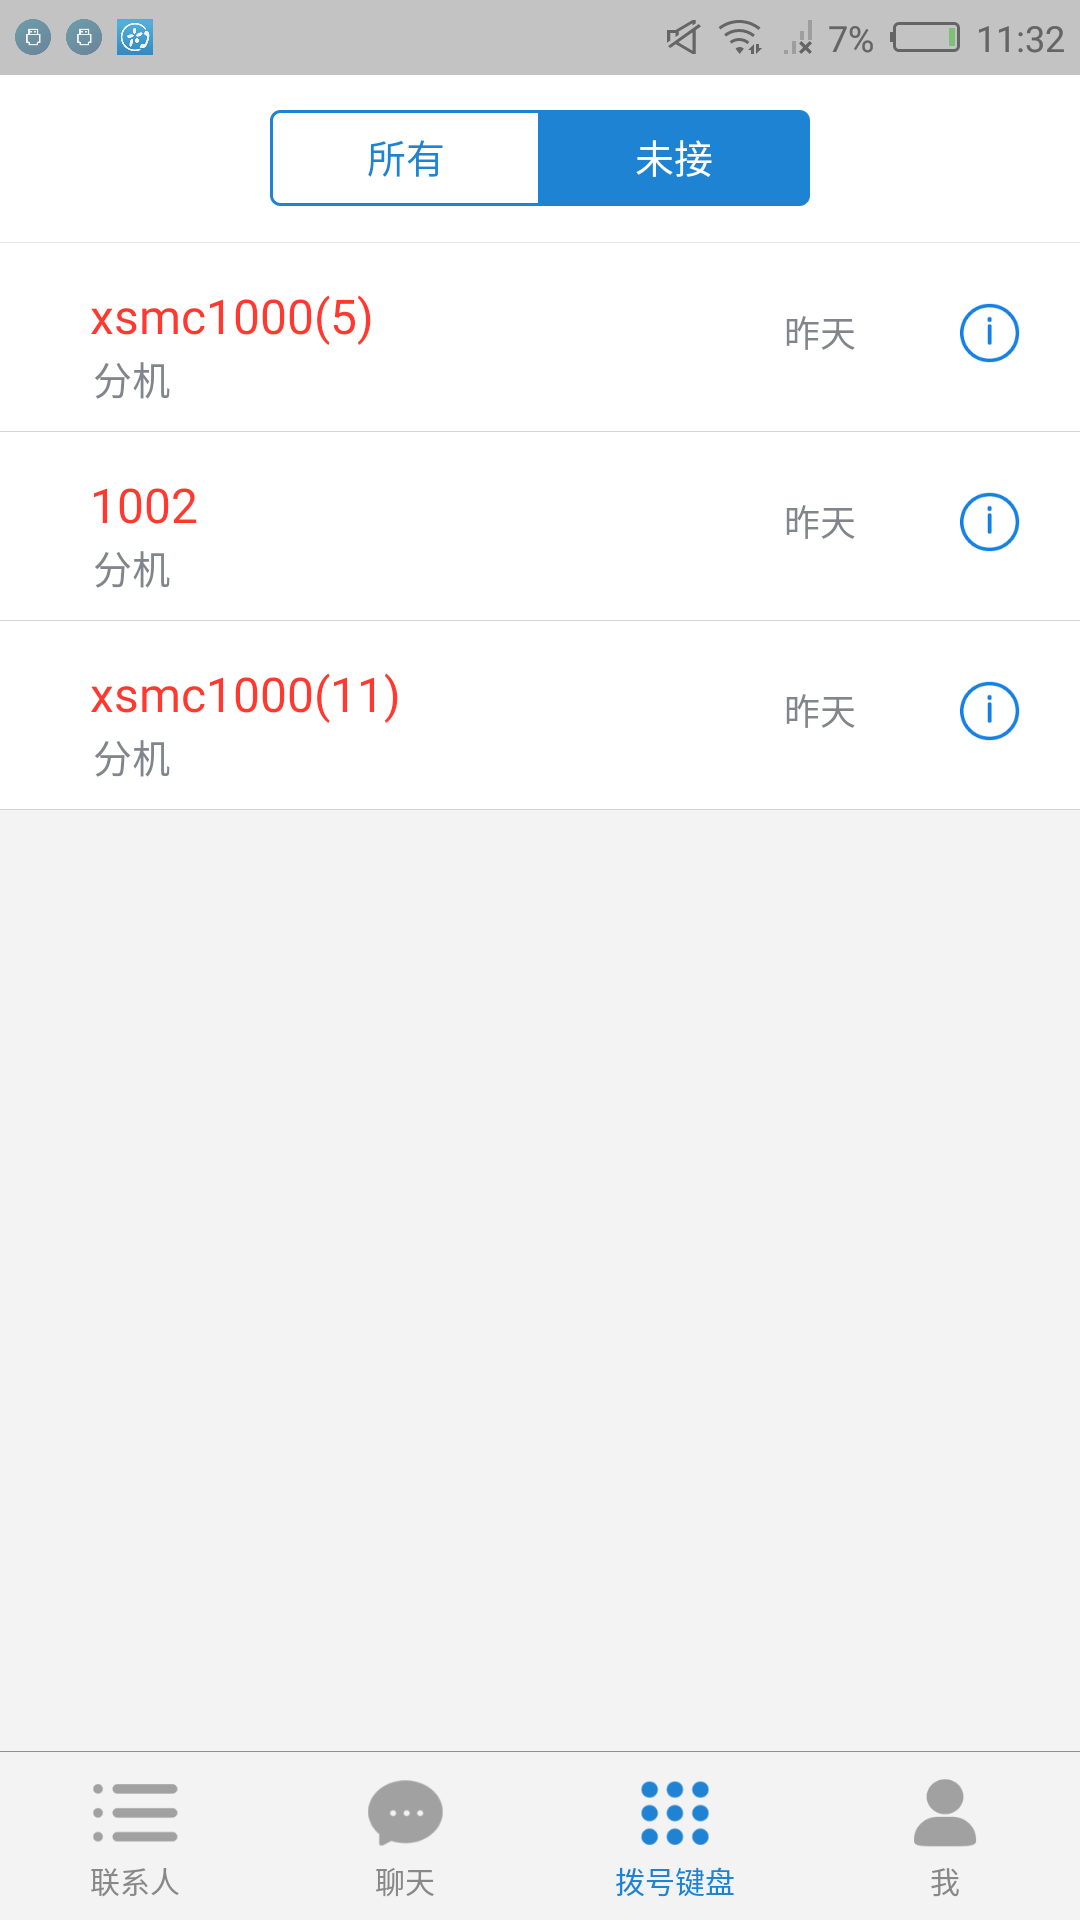 7% 11:32
所有 未接
xsmc1000(5)
昨天
分机
1002
昨天
分机
xsmc1000(11)
昨天
分机
联系人 聊天 拨号键盘 我